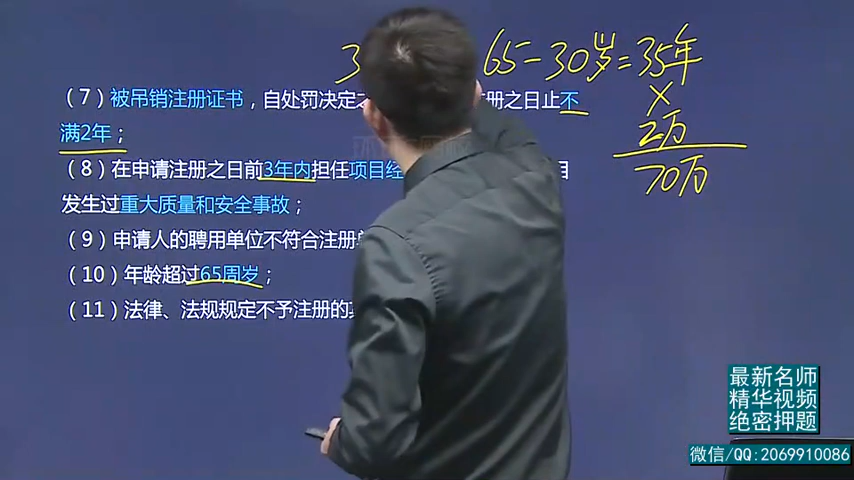 3
65-30岁=35年
×
2万
70万
(7)被吊销注册证书，自处罚决定之 册之日止不
满2年；
(8)在申请注册之日前3年内担任项目经 目
发生过重大质量和安全事故；
(9)申请人的聘用单位不符合注册单
(10)年龄超过65周岁；
(11)法律、法规规定不予注册的其
最新名师
精华视频
绝密押题
微信/QQ:2069910086